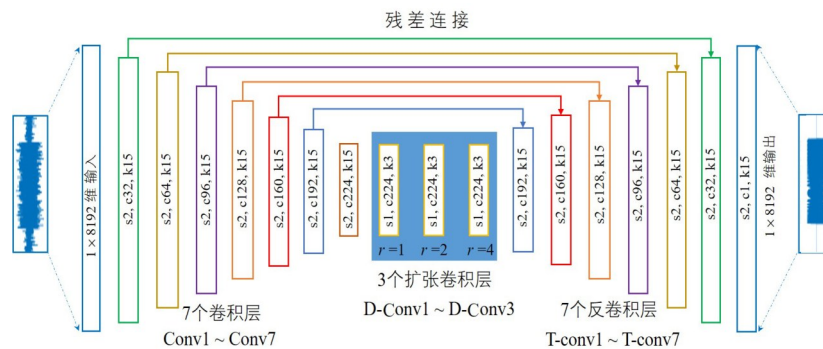 残差连接
1×8192 维 输入
s2, c32, k15
s2, c64, k15
s2, c96, k15
s2, c128, k15
s2, c160, k15
s2, c192, k15
s2, c224, k15
s1, c224, k3
s1, c224, k3
s1, c224, k3
r =1
r =2
r =4
s2, c192, k15
s2, c160, k15
s2, c128, k15
s2, c96, k15
s2, c64, k15
s2, c32, k15
s2, c1, k15
1×8192 维输出
7个卷积层
Conv1 ~ Conv7
3个扩张卷积层
D-Conv1 ~ D-Conv3
7个反卷积层
T-conv1 ~ T-conv7